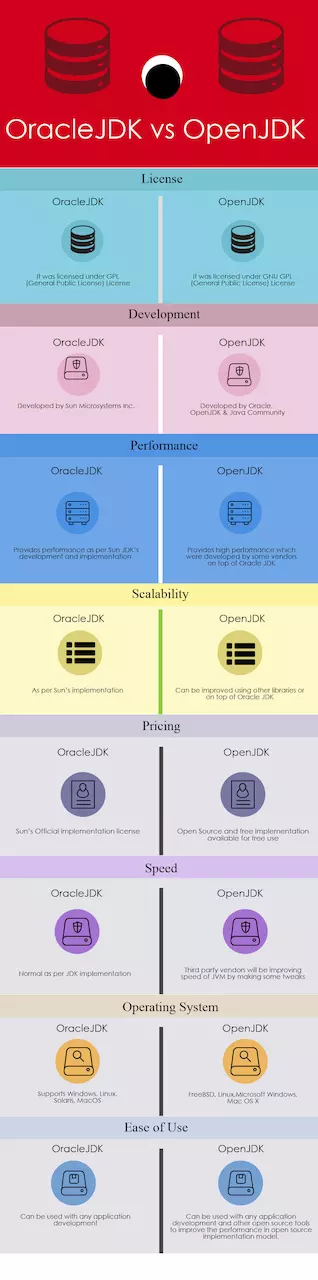 OracleJDK vs OpenJDK
License
OracleJDK
OpenJDK
It was licensed under GPL
(General Public License) License
It was licensed under GNU GPL
(General Public License) License
Development
OracleJDK
OpenJDK
Developed by Sun Microsystems Inc.
Developed by Oracle,
OpenJDK & Java Community
Performance
OracleJDK
OpenJDK
Provides performance as per Sun JDK's
development and implementation
Provides high performance which
were developed by some vendors
on top of Oracle JDK
Scalability
OracleJDK
OpenJDK
As per Sun's implementation
Can be improved using other libraries or
on top of Oracle JDK
Pricing
OracleJDK
OpenJDK
Sun's Official implementation license
Open Source and free implementation
available for free use
Speed
OracleJDK
OpenJDK
Normal as per JDK implementation
Third party vendors will be improving
speed of JVM by making some tweaks
Operating System
OracleJDK
OpenJDK
Supports Windows, Linux,
Solaris, MacOS
FreeBSD, Linux,Microsoft Windows,
Mac OS X
Ease of Use
OracleJDK
OpenJDK
Can be used with any application
development
Can be used with any application
development and other open source tools
to improve the performance in open source
implementation model.